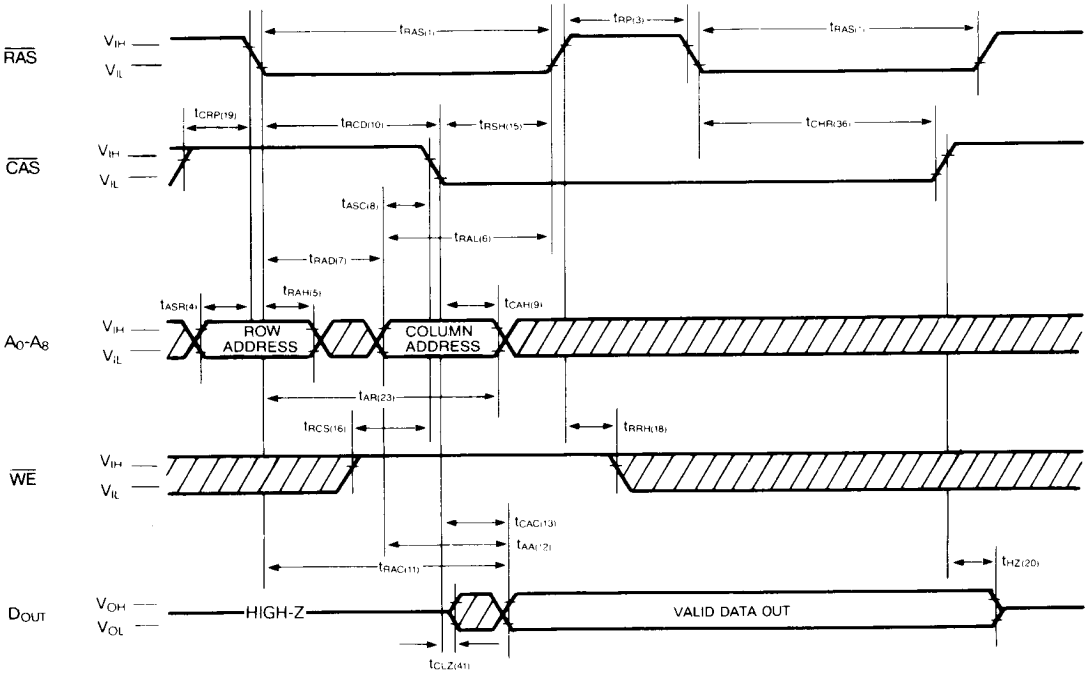 tRAS(1)
tRP(3)
tRAS(1)
RAS
VIH
VIL
tCRP(19)
tRCD(10)
tRSH(15)
tCHR(36)
CAS
VIH
VIL
tASC(8)
tRAL(6)
tRAD(7)
tASR(4)
tRAH(5)
tCAH(9)
A0-A8
VIH
VIL
ROW
ADDRESS
COLUMN
ADDRESS
tAR(23)
tRCS(16)
tRRH(18)
WE
VIH
VIL
tCAC(13)
tAA(12)
tRAC(11)
tHZ(20)
DOUT
VOH
VOL
HIGH-Z
VALID DATA OUT
tCLZ(41)